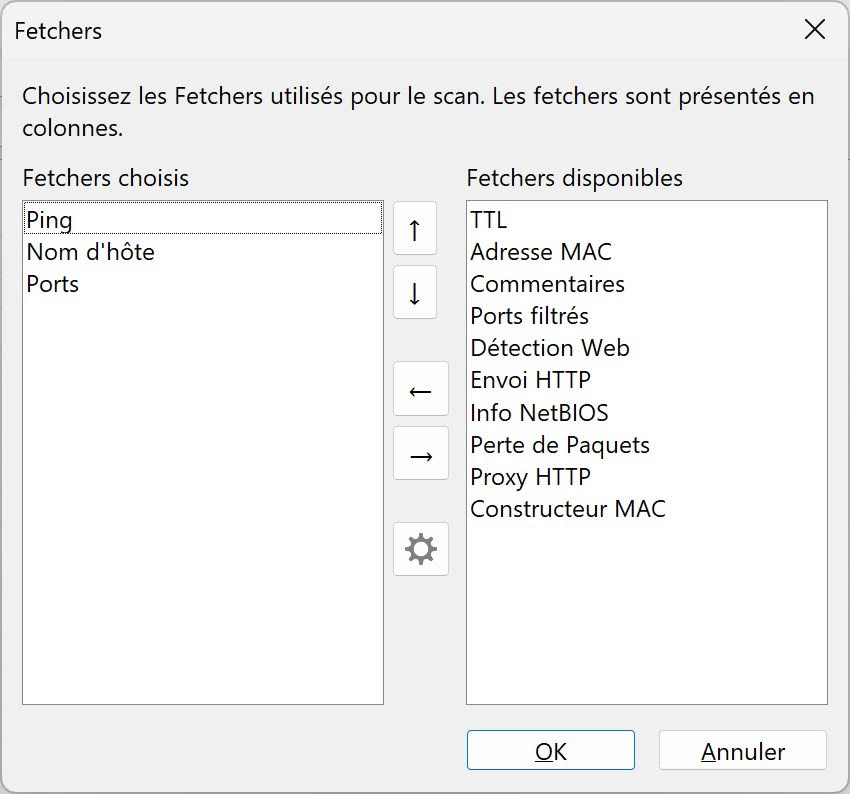 Fetchers
Choisissez les Fetchers utilisés pour le scan. Les fetchers sont présentés en
colonnes.
Fetchers choisis
Ping
Nom d'hôte
Ports
Fetchers disponibles
TTL
Adresse MAC
Commentaires
Ports filtrés
Détection Web
Envoi HTTP
Info NetBIOS
Perte de Paquets
Proxy HTTP
Constructeur MAC
OK
Annuler